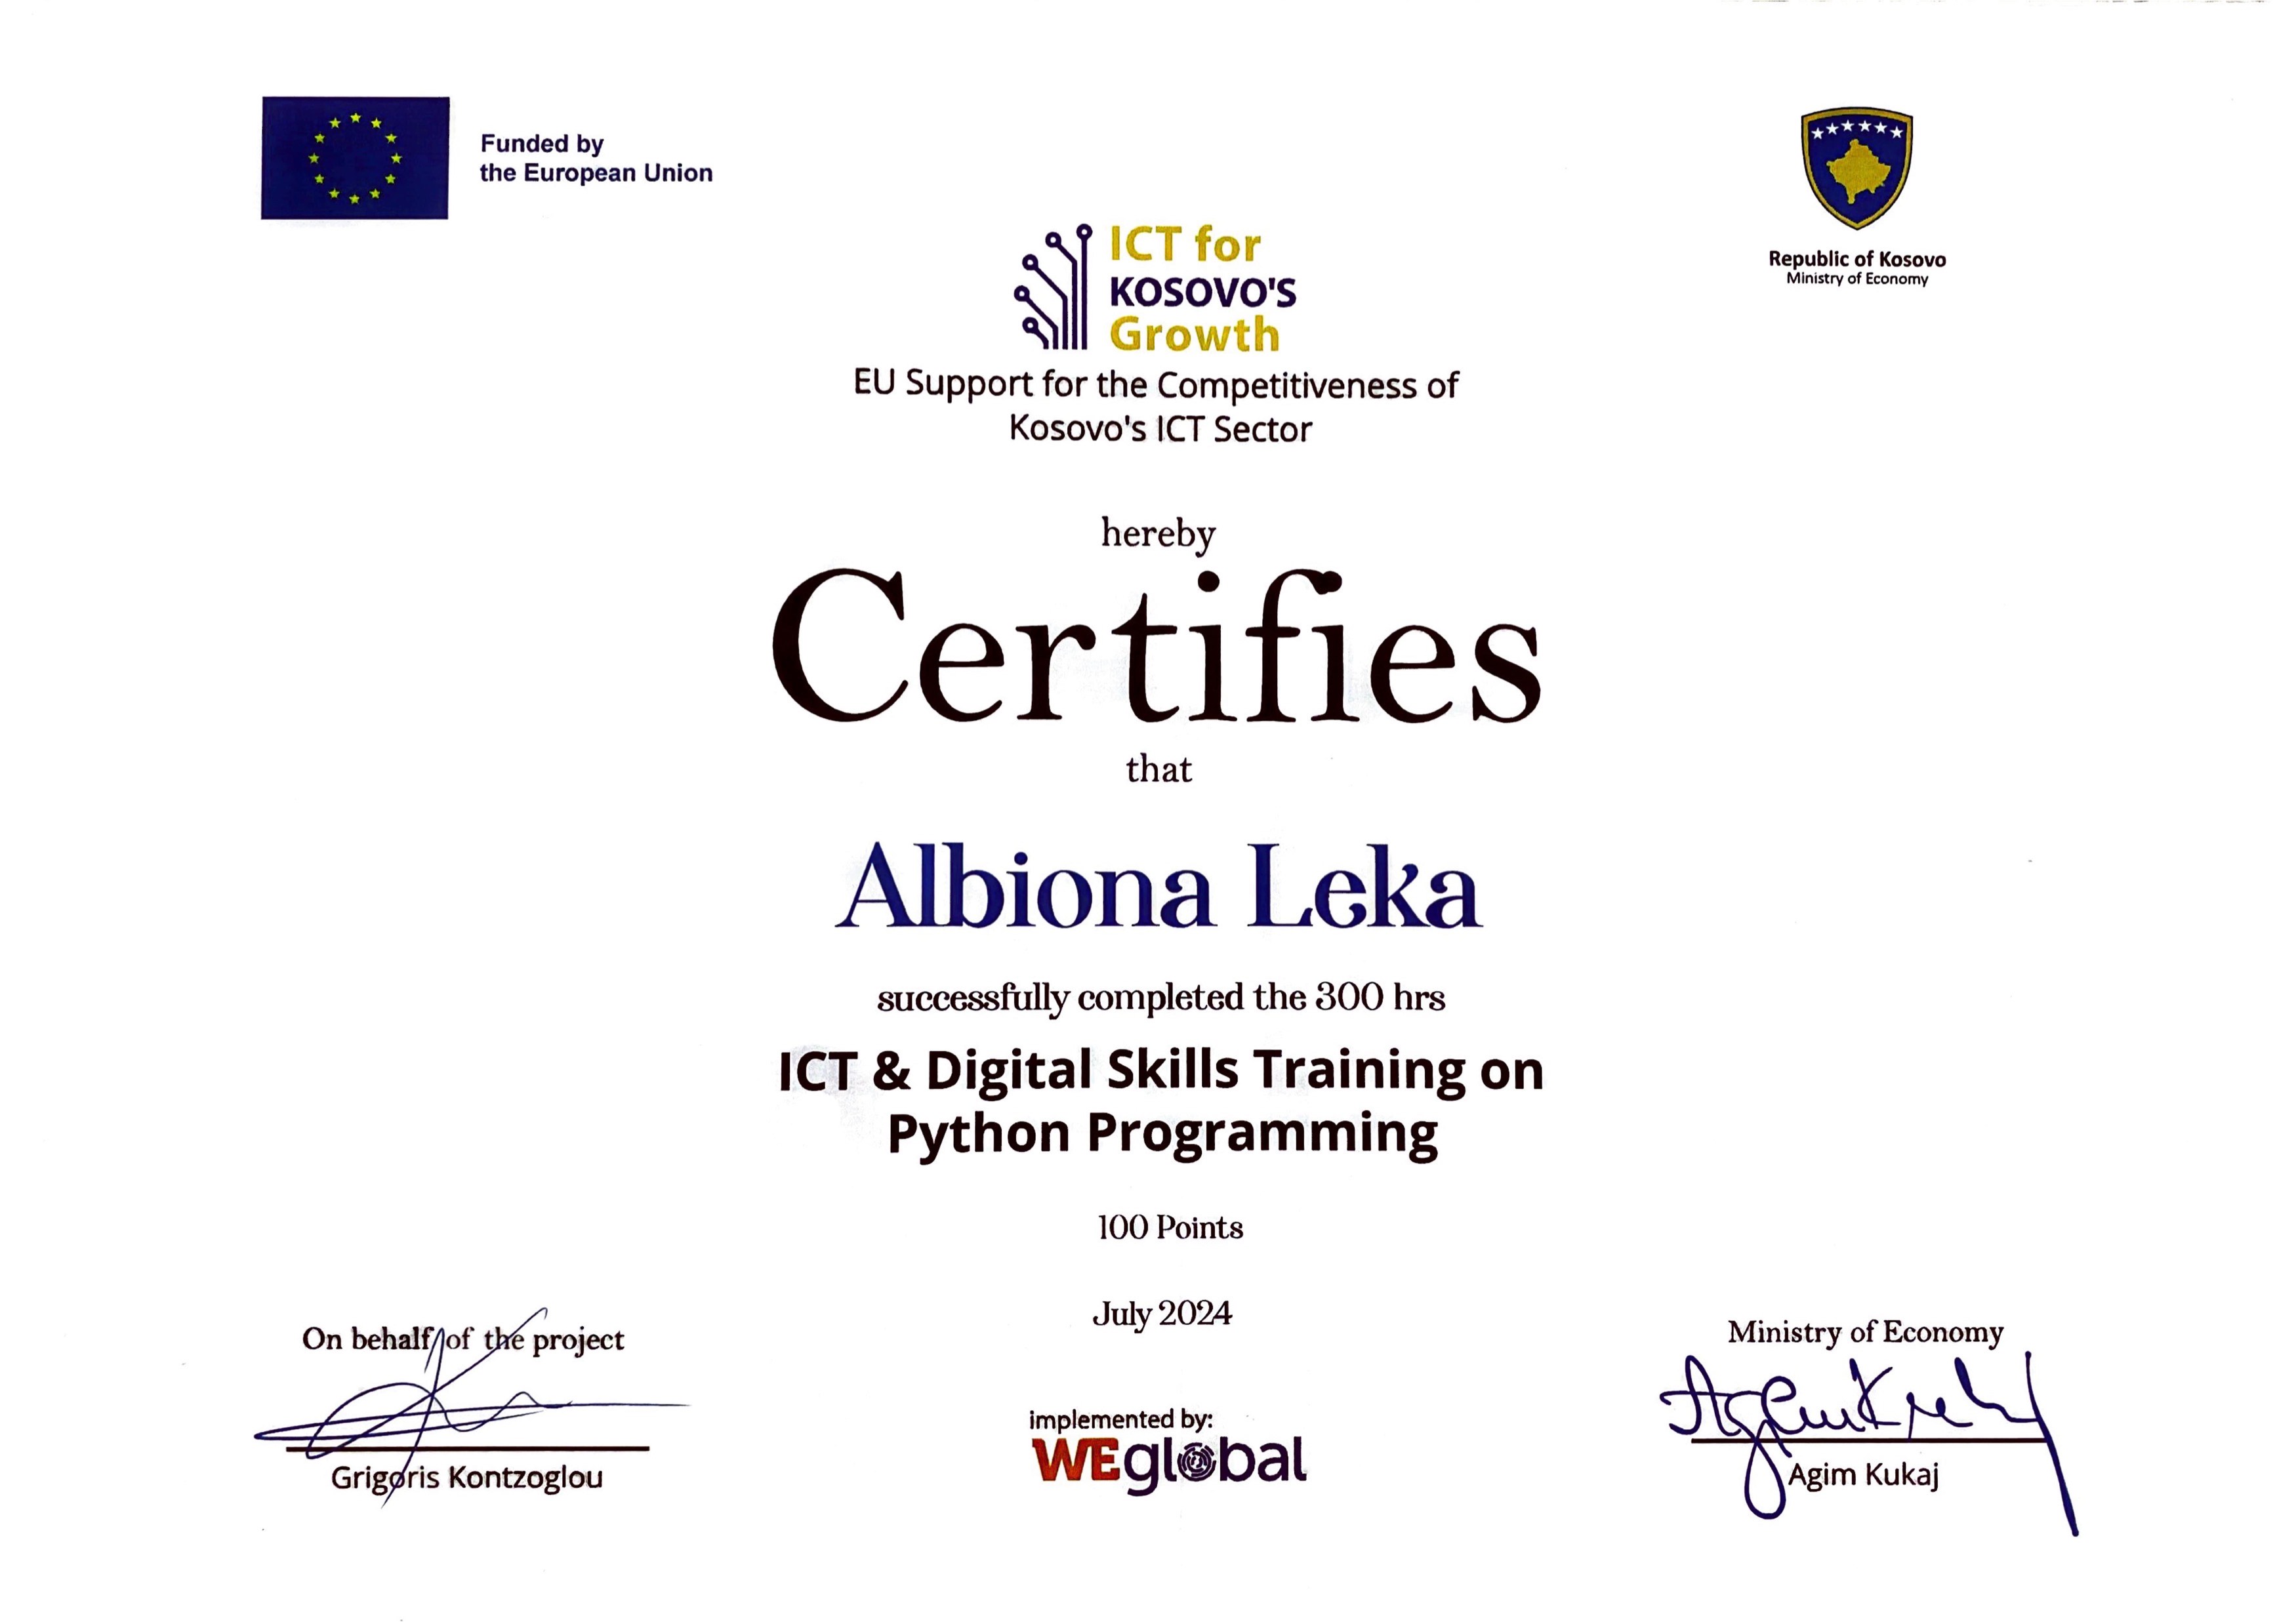 Funded by
the European Union
Republic of Kosovo
Ministry of Economy
ICT for
KOSOVO'S
Growth
EU Support for the Competitiveness of
Kosovo's ICT Sector
hereby
Certifies
that
Albiona Leka
successfully completed the 300 hrs
ICT & Digital Skills Training on
Python Programming
100 Points
July 2024
On behalf of the project
Grigoris Kontzoglou
implemented by:
WEglobal
Ministry of Economy
Agim Kukaj
Agim Kukaj